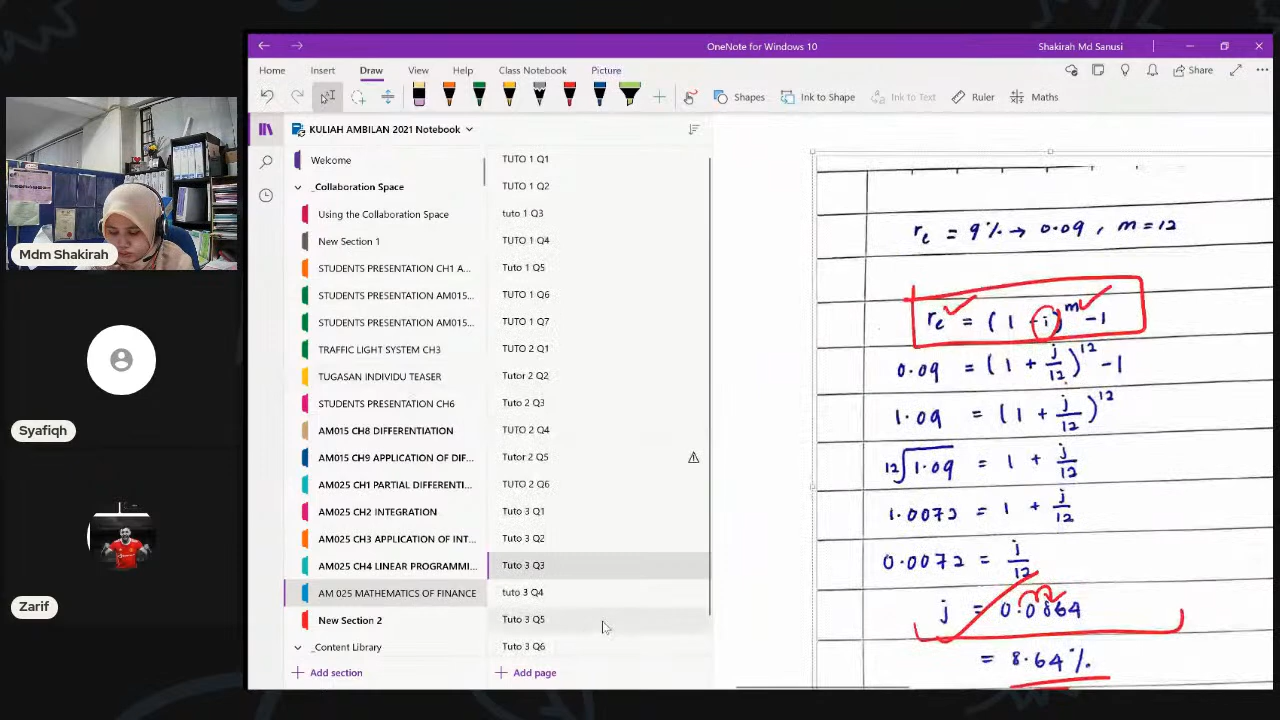 OneNote for Windows 10
Shakirah Md Sanusi
Home Insert Draw View Help Class Notebook Picture
Share
Shapes Ink to Shape Ink to Text Ruler Maths
KULIAH AMBILAN 2021 Notebook
Welcome
_Collaboration Space
Using the Collaboration Space
New Section 1
STUDENTS PRESENTATION CH1 A...
STUDENTS PRESENTATION AM015...
STUDENTS PRESENTATION AM015...
TRAFFIC LIGHT SYSTEM CH3
TUGASAN INDIVIDU TEASER
STUDENTS PRESENTATION CH6
AM015 CH8 DIFFERENTIATION
AM015 CH9 APPLICATION OF DIF...
AM025 CH1 PARTIAL DIFFERENTI...
AM025 CH2 INTEGRATION
AM025 CH3 APPLICATION OF INT...
AM025 CH4 LINEAR PROGRAMMI...
AM 025 MATHEMATICS OF FINANCE
New Section 2
_Content Library
Add section
TUTO 1 Q1
TUTO 1 Q2
tuto 1 Q3
TUTO 1 Q4
Tuto 1 Q5
TUTO 1 Q6
TUTO 1 Q7
TUTO 2 Q1
Tutor 2 Q2
Tuto 2 Q3
TUTO 2 Q4
Tutor 2 Q5
TUTO 2 Q6
Tuto 3 Q1
Tuto 3 Q2
Tuto 3 Q3
tuto 3 Q4
Tuto 3 Q5
Tuto 3 Q6
Add page
re = 9% → 0.09, m = 12
re = (1 + i)^m - 1
0.09 = (1 + j/12)^12 - 1
1.09 = (1 + j/12)^12
12√1.09 = 1 + j/12
1.0072 = 1 + j/12
0.0072 = j/12
j = 0.0864
= 8.64%
Mdm Shakirah
Syafiqh
Zarif